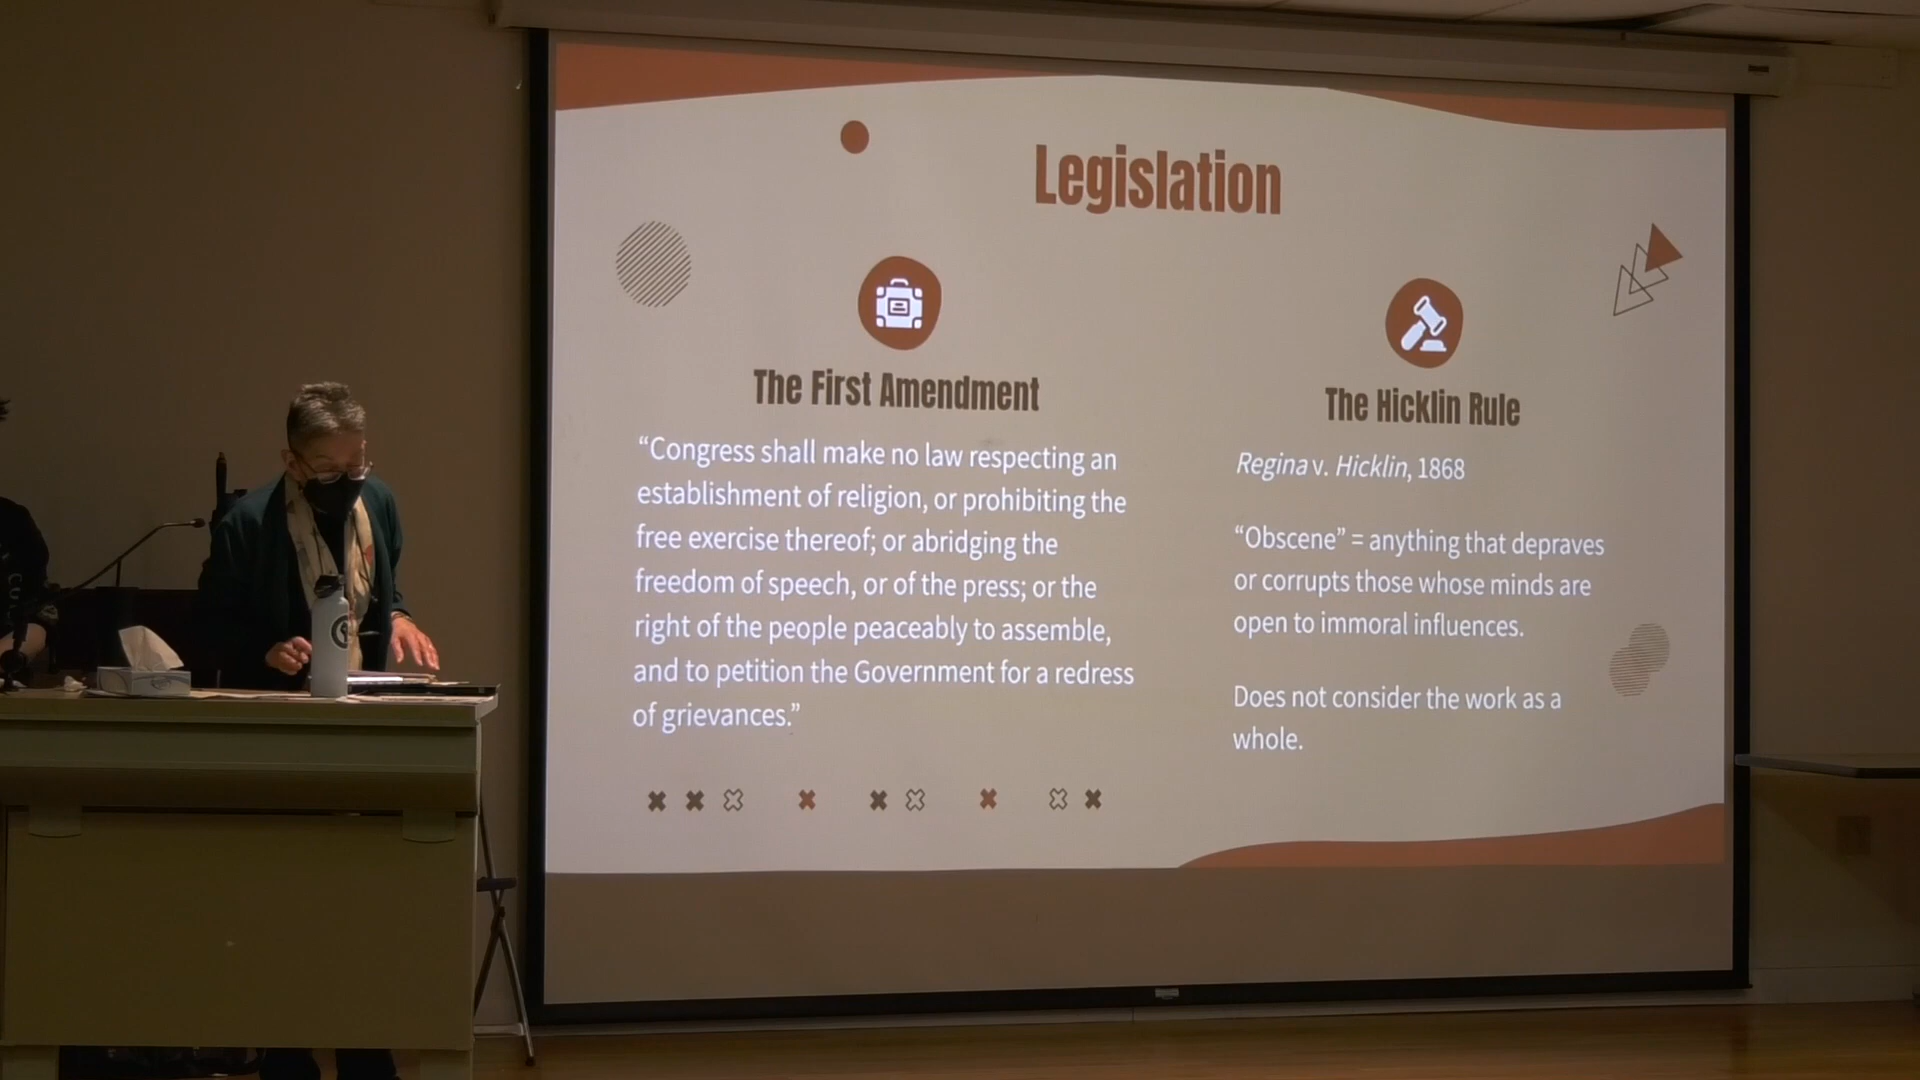 Legislation
The First Amendment
“Congress shall make no law respecting an
establishment of religion, or prohibiting the
free exercise thereof; or abridging the
freedom of speech, or of the press; or the
right of the people peaceably to assemble,
and to petition the Government for a redress
of grievances.”
The Hicklin Rule
Regina v. Hicklin, 1868
“Obscene” = anything that depraves
or corrupts those whose minds are
open to immoral influences.
Does not consider the work as a
whole.